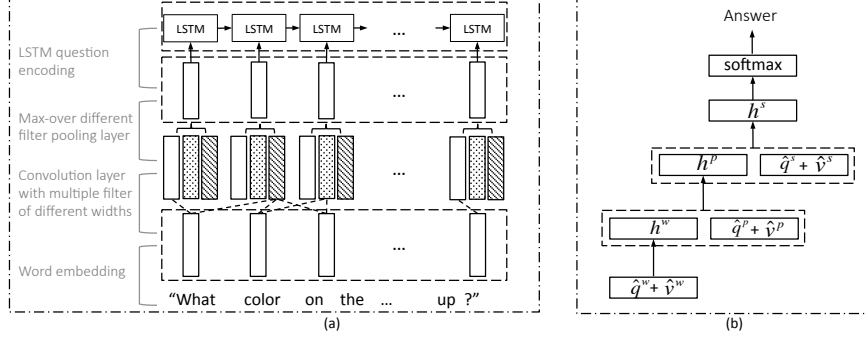 LSTM LSTM LSTM ... LSTM
LSTM question
encoding
...
Max-over different
filter pooling layer
...
Convolution layer
with multiple filter
of different widths
...
Word embedding
“What color on the ... up ?”
(a)
Answer
softmax
h^s
h^p q̂^s + v̂^s
h^w q̂^p + v̂^p
q̂^w + v̂^w
(b)